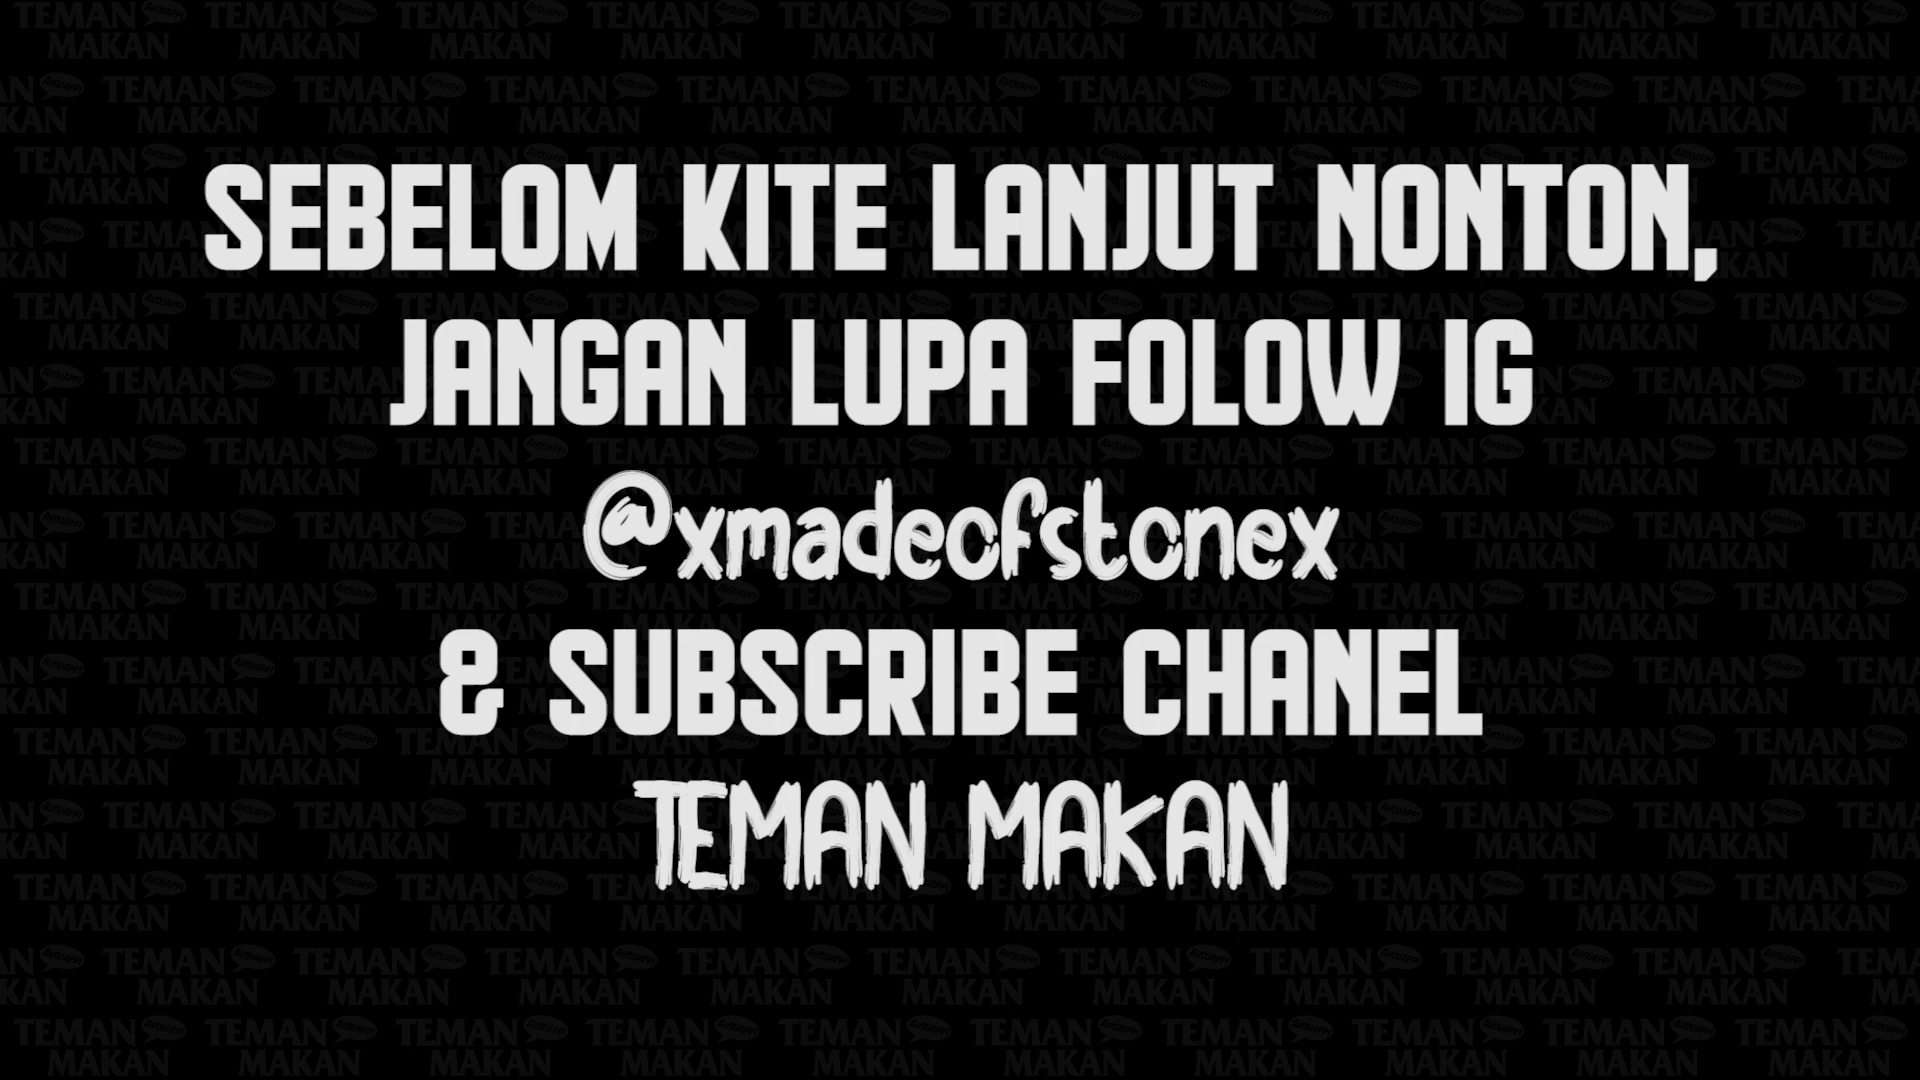 SEBELOM KITE LANJUT NONTON,
JANGAN LUPA FOLOW IG
@xmadeofstonex
& SUBSCRIBE CHANEL
TEMAN MAKAN